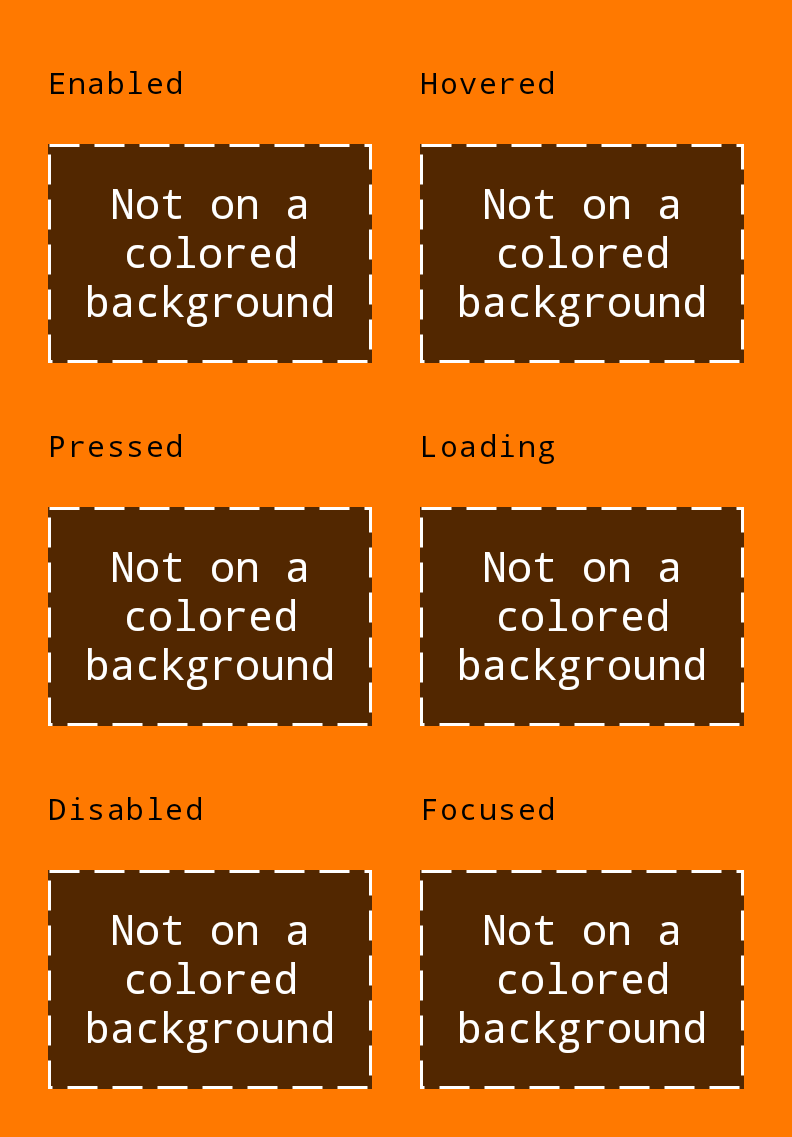 Enabled
Hovered
Not on a
colored
background
Not on a
colored
background
Pressed
Loading
Not on a
colored
background
Not on a
colored
background
Disabled
Focused
Not on a
colored
background
Not on a
colored
background